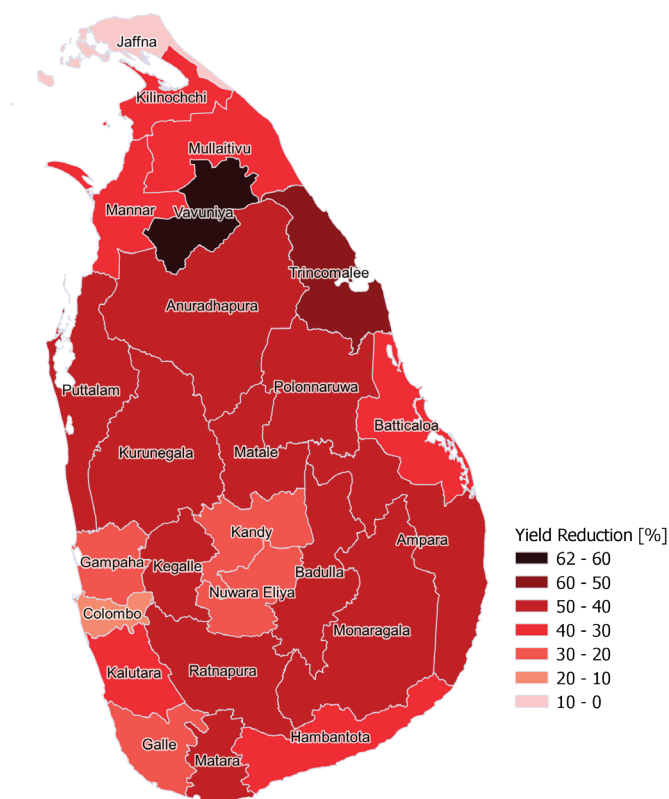 Jaffna
Kilinochchi
Mullaitivu
Mannar
Vavuniya
Trincomalee
Anuradhapura
Puttalam
Polonnaruwa
Batticaloa
Kurunegala
Matale
Kandy
Ampara
Gampaha
Kegalle
Badulla
Nuwara Eliya
Colombo
Monaragala
Kalutara
Ratnapura
Galle
Hambantota
Matara
Yield Reduction [%]
62 - 60
60 - 50
50 - 40
40 - 30
30 - 20
20 - 10
10 - 0